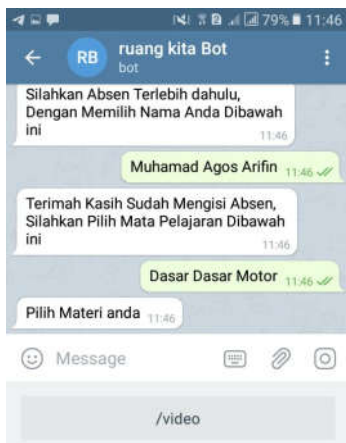 79% 11:46
RB
ruang kita Bot
bot
Silahkan Absen Terlebih dahulu,
Dengan Memilih Nama Anda Dibawah
ini
11:46
Muhamad Agos Arifin 11:46
Terimah Kasih Sudah Mengisi Absen,
Silahkan Pilih Mata Pelajaran Dibawah
ini
11:46
Dasar Dasar Motor 11:46
Pilih Materi anda 11:46
Message
/video